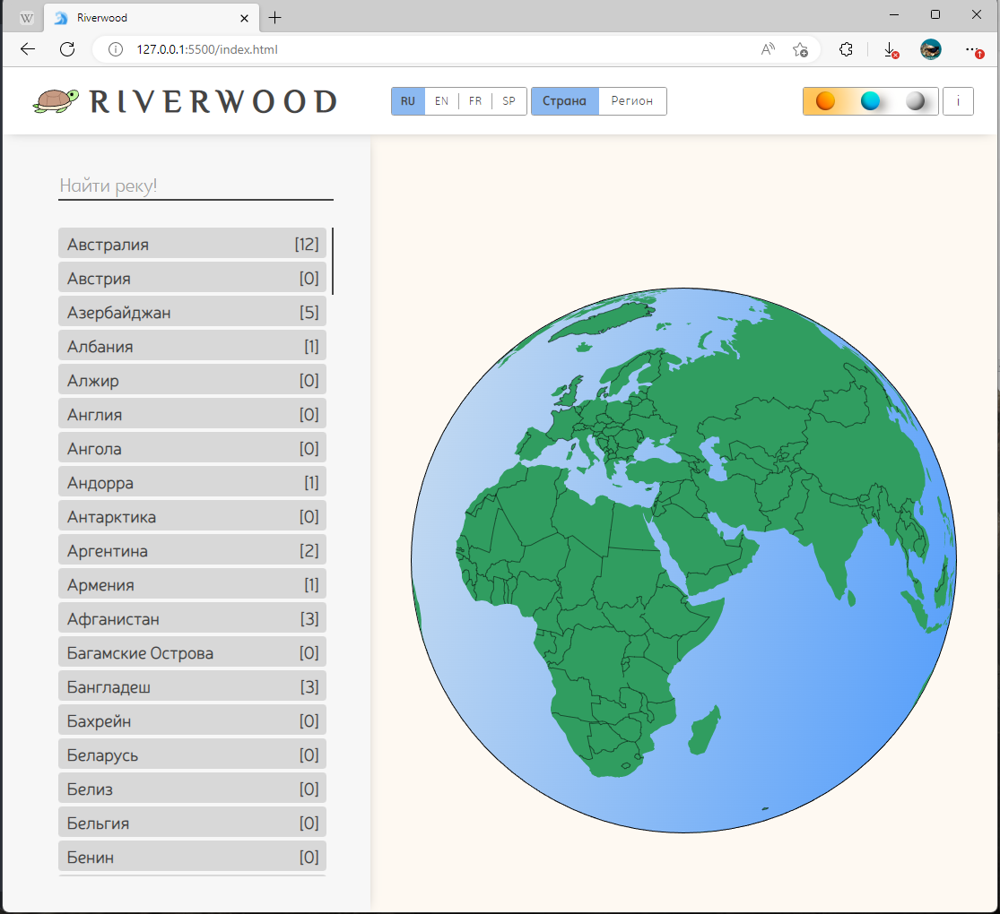 W Riverwood
127.0.0.1:5500/index.html
RIVERWOOD RU EN FR SP Страна Регион i
Найти реку!
Австралия [12]
Австрия [0]
Азербайджан [5]
Албания [1]
Алжир [0]
Англия [0]
Ангола [0]
Андорра [1]
Антарктика [0]
Аргентина [2]
Армения [1]
Афганистан [3]
Багамские Острова [0]
Бангладеш [3]
Бахрейн [0]
Беларусь [0]
Белиз [0]
Бельгия [0]
Бенин [0]